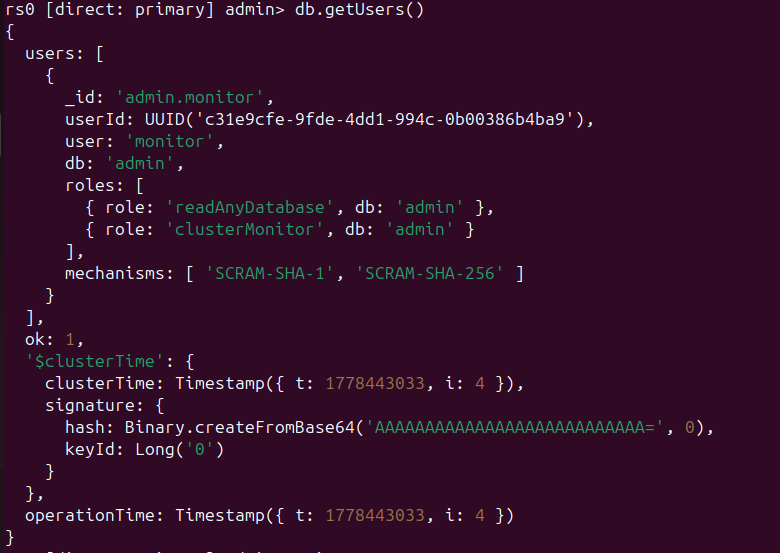 rs0 [direct: primary] admin> db.getUsers()
{
  users: [
    {
      _id: 'admin.monitor',
      userId: UUID('c31e9cfe-9fde-4dd1-994c-0b00386b4ba9'),
      user: 'monitor',
      db: 'admin',
      roles: [
        { role: 'readAnyDatabase', db: 'admin' },
        { role: 'clusterMonitor', db: 'admin' }
      ],
      mechanisms: [ 'SCRAM-SHA-1', 'SCRAM-SHA-256' ]
    }
  ],
  ok: 1,
  '$clusterTime': {
    clusterTime: Timestamp({ t: 1778443033, i: 4 }),
    signature: {
      hash: Binary.createFromBase64('AAAAAAAAAAAAAAAAAAAAAAAAAAA=', 0),
      keyId: Long('0')
    }
  },
  operationTime: Timestamp({ t: 1778443033, i: 4 })
}